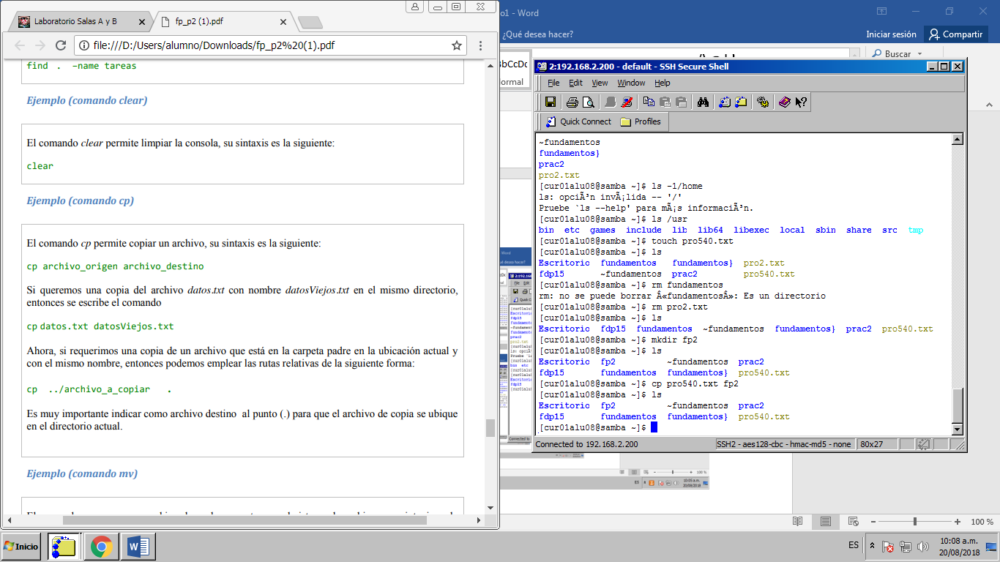 Laboratorio Salas A y B
fp_p2 (1).pdf
file:///D:/Users/alumno/Downloads/fp_p2%20(1).pdf
find . –name tareas
Ejemplo (comando clear)
El comando clear permite limpiar la consola, su sintaxis es la siguiente:
clear
Ejemplo (comando cp)
El comando cp permite copiar un archivo, su sintaxis es la siguiente:
cp archivo_origen archivo_destino
Si queremos una copia del archivo datos.txt con nombre datosViejos.txt en el mismo directorio,
entonces se escribe el comando
cp datos.txt datosViejos.txt
Ahora, si requerimos una copia de un archivo que está en la carpeta padre en la ubicación actual y
con el mismo nombre, entonces podemos emplear las rutas relativas de la siguiente forma:
cp ../archivo_a_copiar .
Es muy importante indicar como archivo destino al punto (.) para que el archivo de copia se ubique
en el directorio actual.
Ejemplo (comando mv)
o1 - Word
¿Qué desea hacer?
Iniciar sesión
Compartir
Buscar
bCcDc
ormal
2:192.168.2.200 - default - SSH Secure Shell
File Edit View Window Help
Quick Connect Profiles
~fundamentos
fundamentos}
prac2
pro2.txt
[cur01alu08@samba ~]$ ls -1/home
ls: opciÃ³n invÃ¡lida -- '/'
Pruebe `ls --help' para mÃ¡s informaciÃ³n.
[cur01alu08@samba ~]$ ls /usr
bin etc games include lib lib64 libexec local sbin share src tmp
[cur01alu08@samba ~]$ touch pro540.txt
[cur01alu08@samba ~]$ ls
Escritorio fundamentos fundamentos} pro2.txt
fdp15 ~fundamentos prac2 pro540.txt
[cur01alu08@samba ~]$ rm fundamentos
rm: no se puede borrar Â«fundamentosÂ»: Es un directorio
[cur01alu08@samba ~]$ rm pro2.txt
[cur01alu08@samba ~]$ ls
Escritorio fdp15 fundamentos ~fundamentos fundamentos} prac2 pro540.txt
[cur01alu08@samba ~]$ mkdir fp2
[cur01alu08@samba ~]$ ls
Escritorio fp2 ~fundamentos prac2
fdp15 fundamentos fundamentos} pro540.txt
[cur01alu08@samba ~]$ cp pro540.txt fp2
[cur01alu08@samba ~]$ ls
Escritorio fp2 ~fundamentos prac2
fdp15 fundamentos fundamentos} pro540.txt
[cur01alu08@samba ~]$
Connected to 192.168.2.200
SSH2 - aes128-cbc - hmac-md5 - none
80x27
100 %
Inicio
ES
10:08 a.m.
20/08/2018